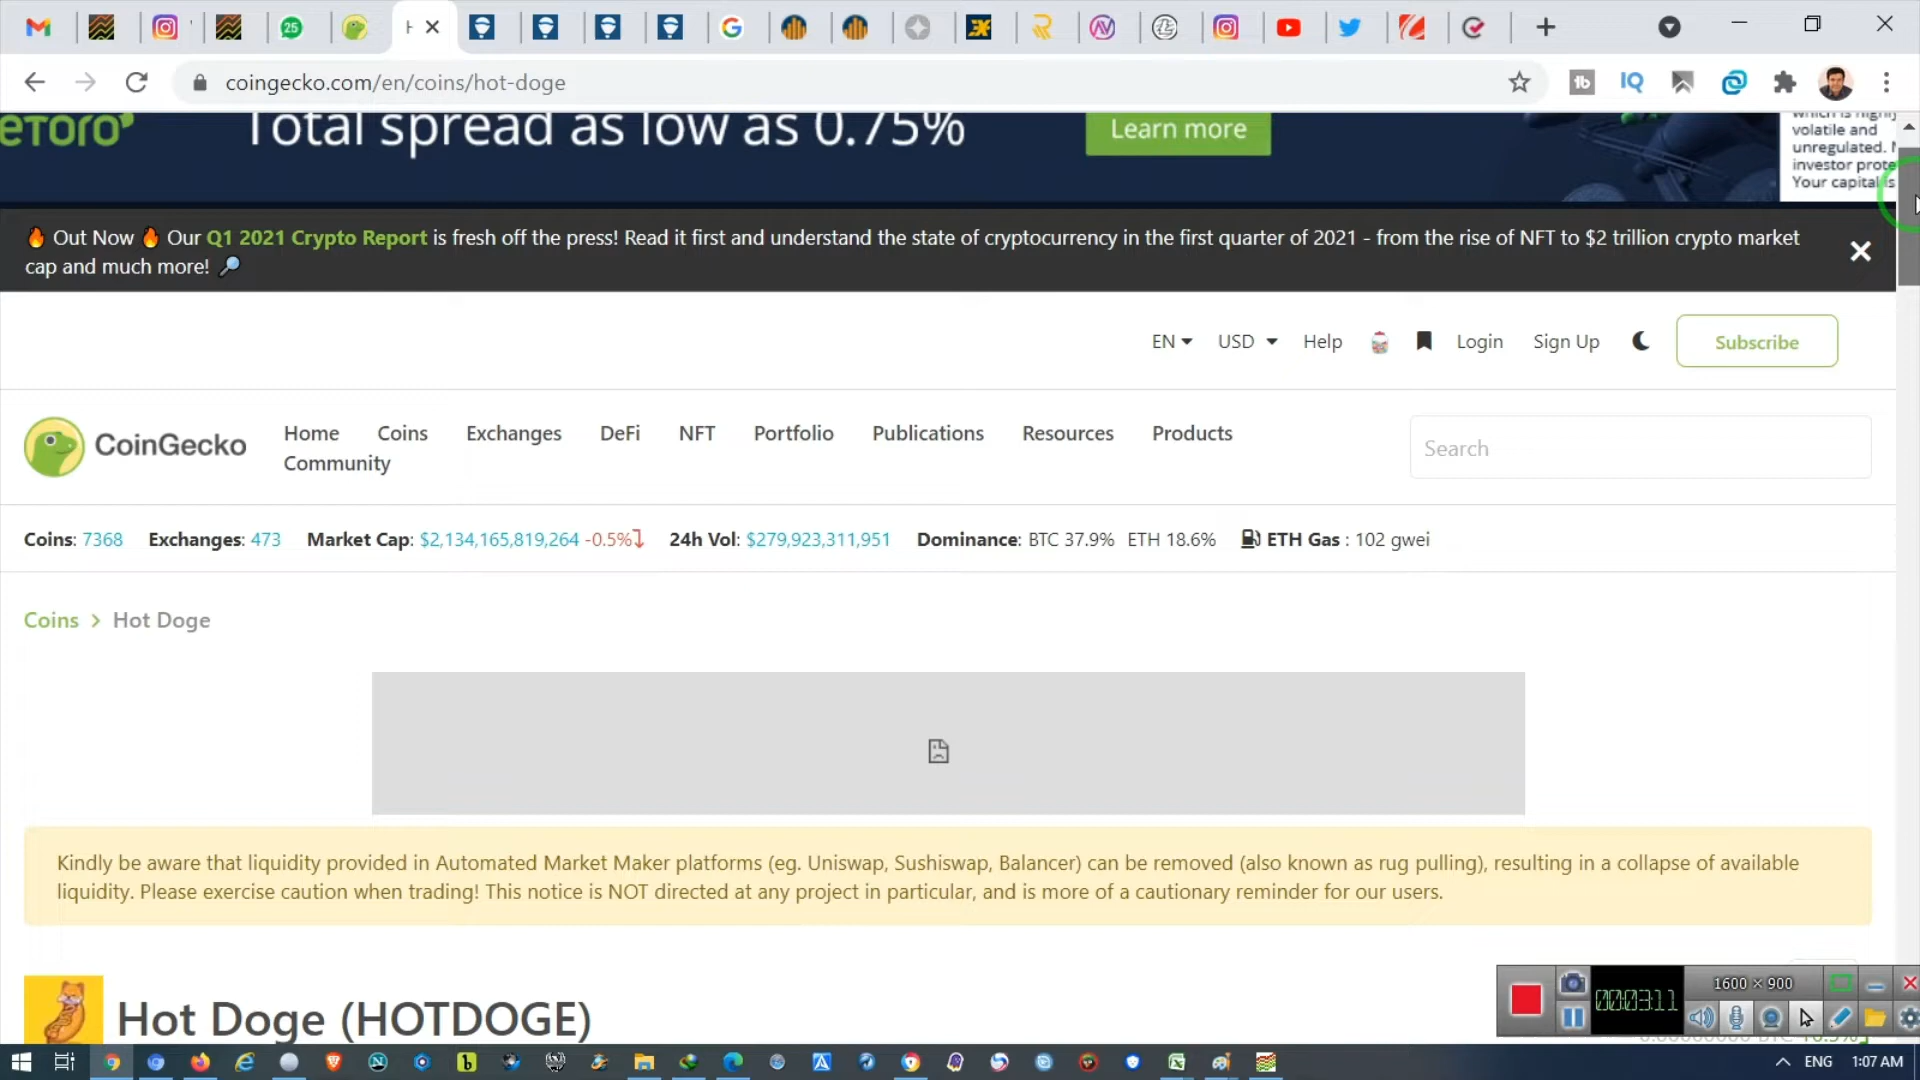 25
coingecko.com/en/coins/hot-doge
eToro
Total spread as low as 0.75%
Learn more
volatile and
unregulated.
investor prote
Your capital is
🔥 Out Now 🔥 Our Q1 2021 Crypto Report is fresh off the press! Read it first and understand the state of cryptocurrency in the first quarter of 2021 - from the rise of NFT to $2 trillion crypto market
cap and much more! 🔎
EN USD Help Login Sign Up Subscribe
CoinGecko
Home Coins Exchanges DeFi NFT Portfolio Publications Resources Products
Community
Search
Coins: 7368 Exchanges: 473 Market Cap: $2,134,165,819,264 -0.5% 24h Vol: $279,923,311,951 Dominance: BTC 37.9% ETH 18.6% ETH Gas : 102 gwei
Coins > Hot Doge
Kindly be aware that liquidity provided in Automated Market Maker platforms (eg. Uniswap, Sushiswap, Balancer) can be removed (also known as rug pulling), resulting in a collapse of available
liquidity. Please exercise caution when trading! This notice is NOT directed at any project in particular, and is more of a cautionary reminder for our users.
Hot Doge (HOTDOGE)
1600 × 900
00:03:11
ENG 1:07 AM